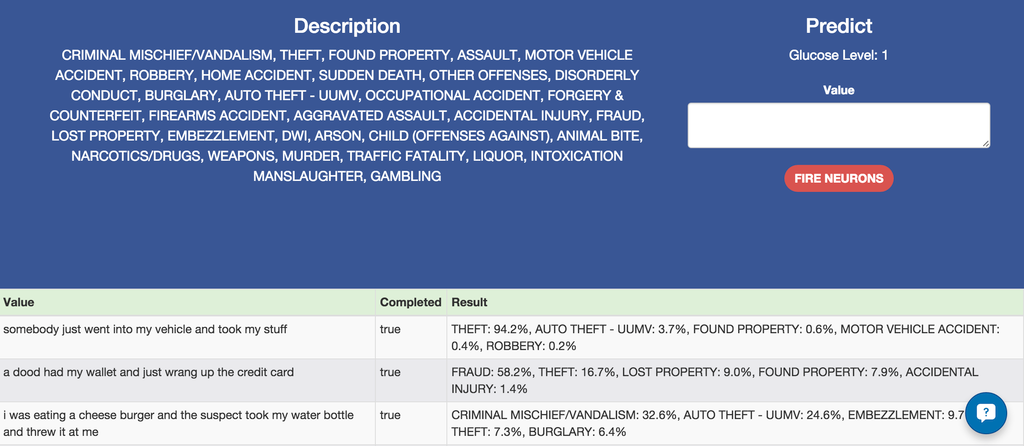 Description
CRIMINAL MISCHIEF/VANDALISM, THEFT, FOUND PROPERTY, ASSAULT, MOTOR VEHICLE
ACCIDENT, ROBBERY, HOME ACCIDENT, SUDDEN DEATH, OTHER OFFENSES, DISORDERLY
CONDUCT, BURGLARY, AUTO THEFT - UUMV, OCCUPATIONAL ACCIDENT, FORGERY &
COUNTERFEIT, FIREARMS ACCIDENT, AGGRAVATED ASSAULT, ACCIDENTAL INJURY, FRAUD,
LOST PROPERTY, EMBEZZLEMENT, DWI, ARSON, CHILD (OFFENSES AGAINST), ANIMAL BITE,
NARCOTICS/DRUGS, WEAPONS, MURDER, TRAFFIC FATALITY, LIQUOR, INTOXICATION
MANSLAUGHTER, GAMBLING
Predict
Glucose Level: 1
Value
FIRE NEURONS
Value Completed Result
somebody just went into my vehicle and took my stuff true THEFT: 94.2%, AUTO THEFT - UUMV: 3.7%, FOUND PROPERTY: 0.6%, MOTOR VEHICLE ACCIDENT:
0.4%, ROBBERY: 0.2%
a dood had my wallet and just wrang up the credit card true FRAUD: 58.2%, THEFT: 16.7%, LOST PROPERTY: 9.0%, FOUND PROPERTY: 7.9%, ACCIDENTAL
INJURY: 1.4%
i was eating a cheese burger and the suspect took my water bottle true CRIMINAL MISCHIEF/VANDALISM: 32.6%, AUTO THEFT - UUMV: 24.6%, EMBEZZLEMENT: 9.7
and threw it at me THEFT: 7.3%, BURGLARY: 6.4%